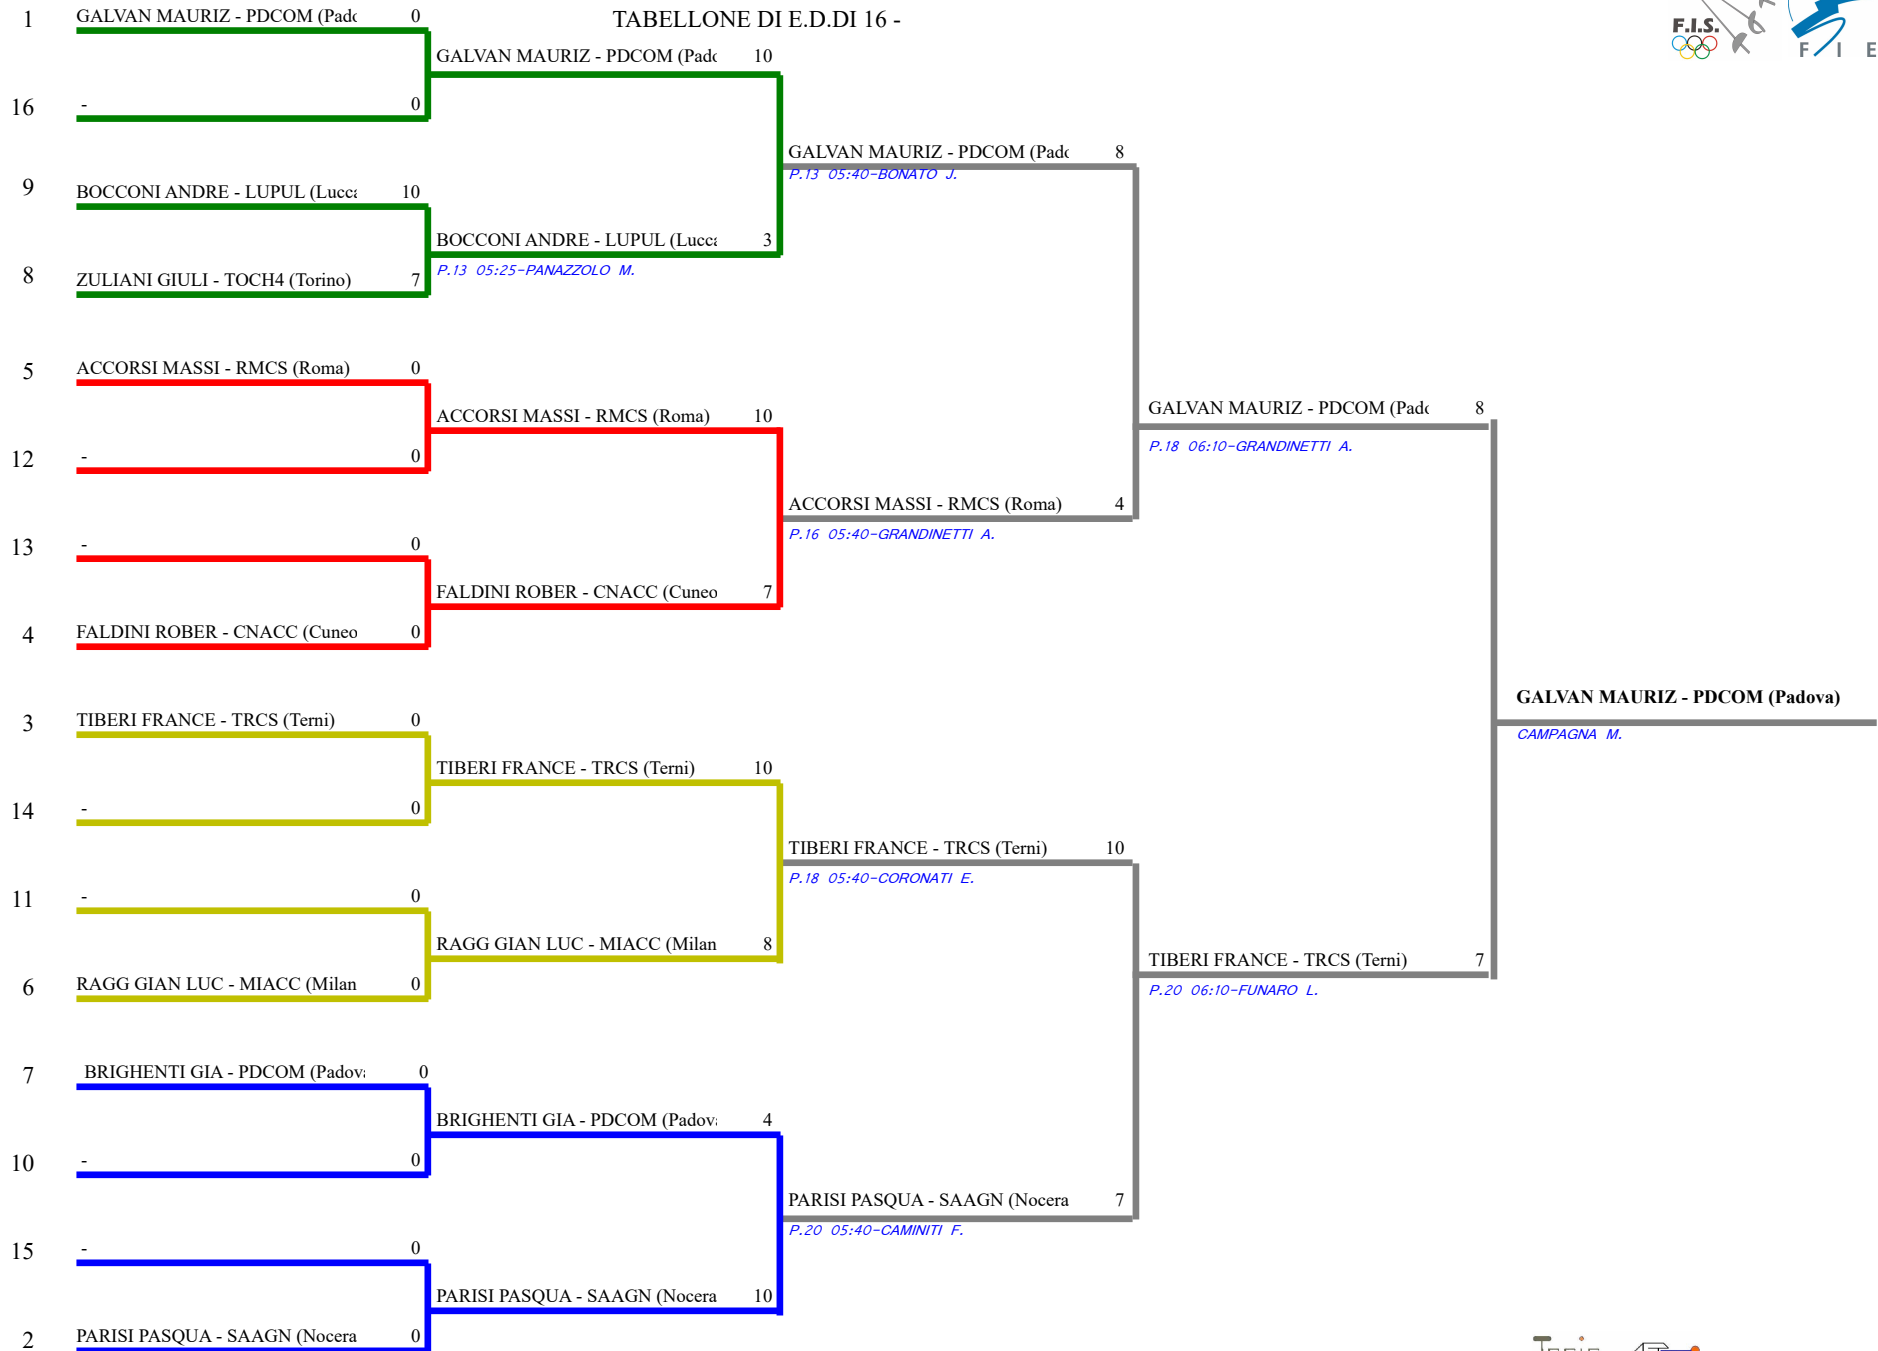 TABELLONE DI E.D.DI 16 -
F.I.S.
F I E
1 GALVAN MAURIZ - PDCOM (Pad 0
GALVAN MAURIZ - PDCOM (Pad 10
16 - 0
GALVAN MAURIZ - PDCOM (Pad 8
P.13 05:40-BONATO J.
9 BOCCONI ANDRE - LUPUL (Lucc 10
BOCCONI ANDRE - LUPUL (Lucca 3
P.13 05:25-PANAZZOLO M.
8 ZULIANI GIULI - TOCH4 (Torino) 7
5 ACCORSI MASSI - RMCS (Roma) 0
ACCORSI MASSI - RMCS (Roma) 10
GALVAN MAURIZ - PDCOM (Pad 8
P.18 06:10-GRANDINETTI A.
12 - 0
ACCORSI MASSI - RMCS (Roma) 4
P.16 05:40-GRANDINETTI A.
13 - 0
FALDINI ROBER - CNACC (Cuneo 7
4 FALDINI ROBER - CNACC (Cuneo 0
GALVAN MAURIZ - PDCOM (Padova)
CAMPAGNA M.
3 TIBERI FRANCE - TRCS (Terni) 0
TIBERI FRANCE - TRCS (Terni) 10
14 - 0
TIBERI FRANCE - TRCS (Terni) 10
P.18 05:40-CORONATI E.
11 - 0
RAGG GIAN LUC - MIACC (Milan 8
TIBERI FRANCE - TRCS (Terni) 7
P.20 06:10-FUNARO L.
6 RAGG GIAN LUC - MIACC (Milan 0
7 BRIGHENTI GIA - PDCOM (Padov 0
BRIGHENTI GIA - PDCOM (Padov 4
10 - 0
PARISI PASQUA - SAAGN (Nocera 7
P.20 05:40-CAMINITI F.
15 - 0
PARISI PASQUA - SAAGN (Nocera 10
2 PARISI PASQUA - SAAGN (Nocera 0